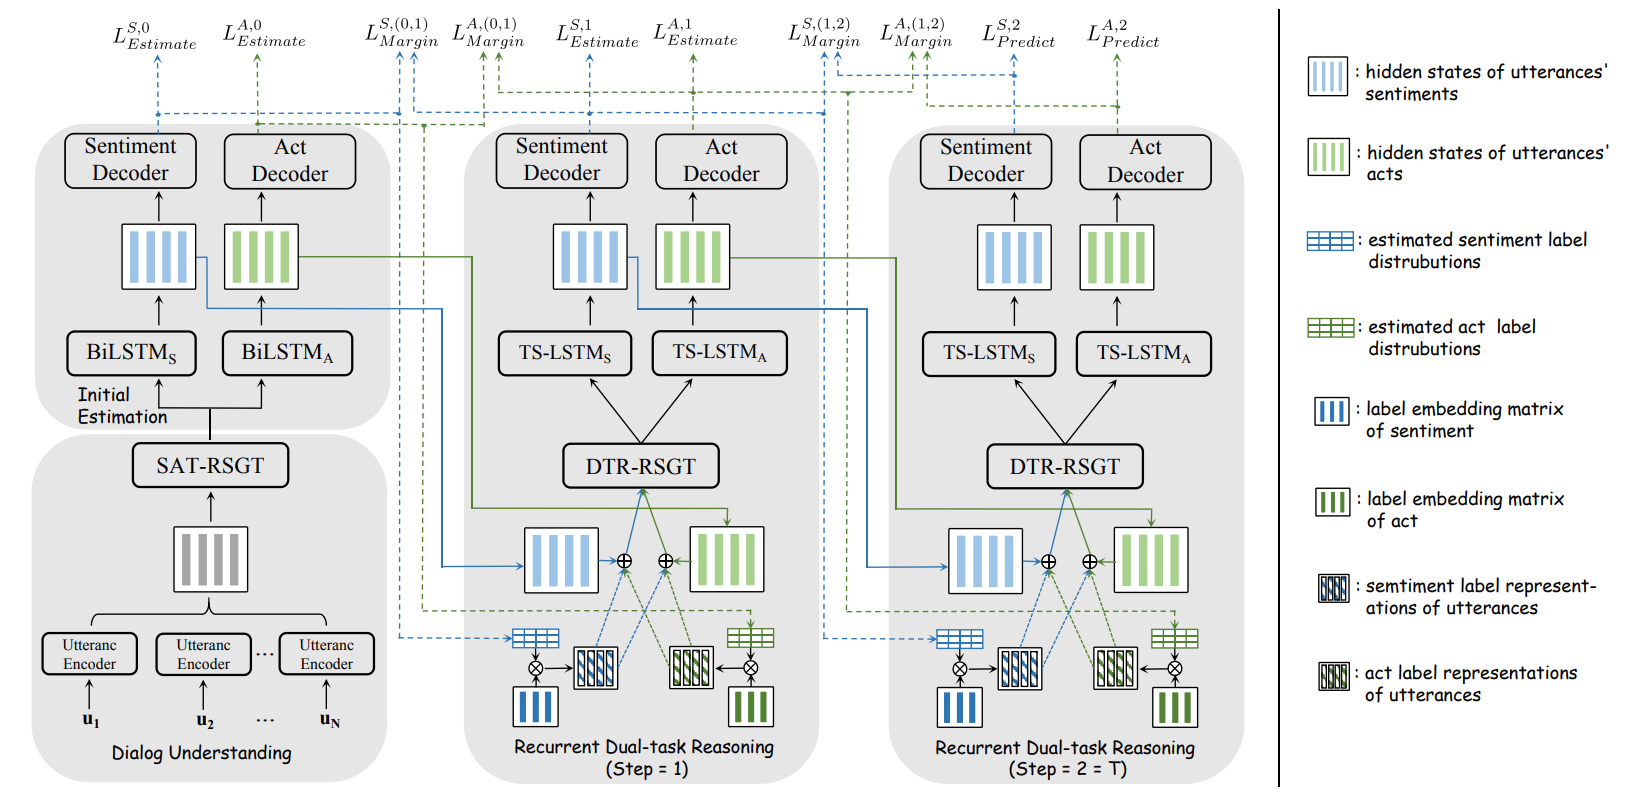 L^{S,0}_{Estimate} L^{A,0}_{Estimate} L^{S,(0,1)}_{Margin} L^{A,(0,1)}_{Margin} L^{S,1}_{Estimate} L^{A,1}_{Estimate} L^{S,(1,2)}_{Margin} L^{A,(1,2)}_{Margin} L^{S,2}_{Predict} L^{A,2}_{Predict}
Sentiment
Decoder
Act
Decoder
BiLSTM_S
BiLSTM_A
Initial
Estimation
SAT-RSGT
Utteranc
Encoder
Utteranc
Encoder
...
Utteranc
Encoder
u_1
u_2
...
u_N
Dialog Understanding
Sentiment
Decoder
Act
Decoder
TS-LSTM_S
TS-LSTM_A
DTR-RSGT
Recurrent Dual-task Reasoning
(Step = 1)
Sentiment
Decoder
Act
Decoder
TS-LSTM_S
TS-LSTM_A
DTR-RSGT
Recurrent Dual-task Reasoning
(Step = 2 = T)
: hidden states of utterances'
sentiments
: hidden states of utterances'
acts
: estimated sentiment label
distrubutions
: estimated act label
distrubutions
: label embedding matrix
of sentiment
: label embedding matrix
of act
: semtiment label represent-
ations of utterances
: act label representations
of utterances